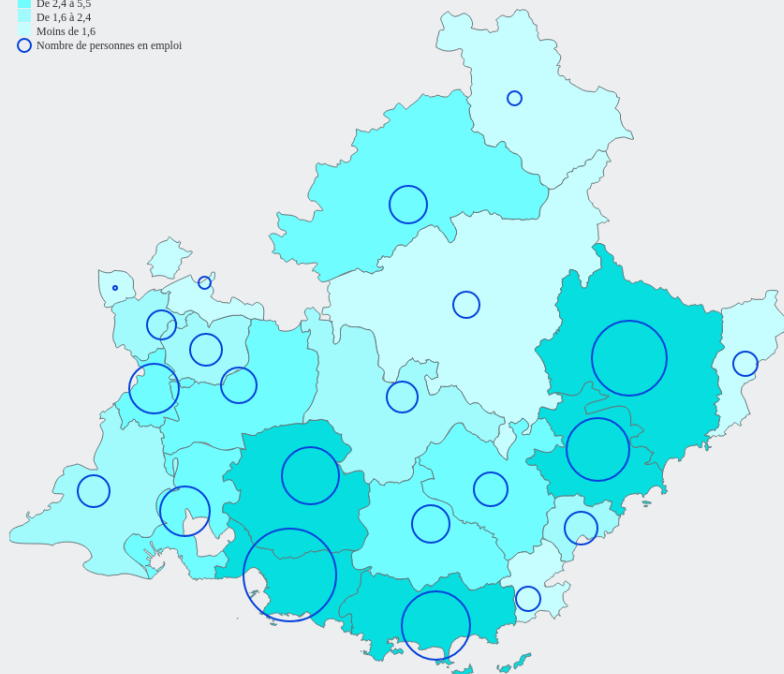 De 2,4 à 5,5
De 1,6 à 2,4
Moins de 1,6
Nombre de personnes en emploi